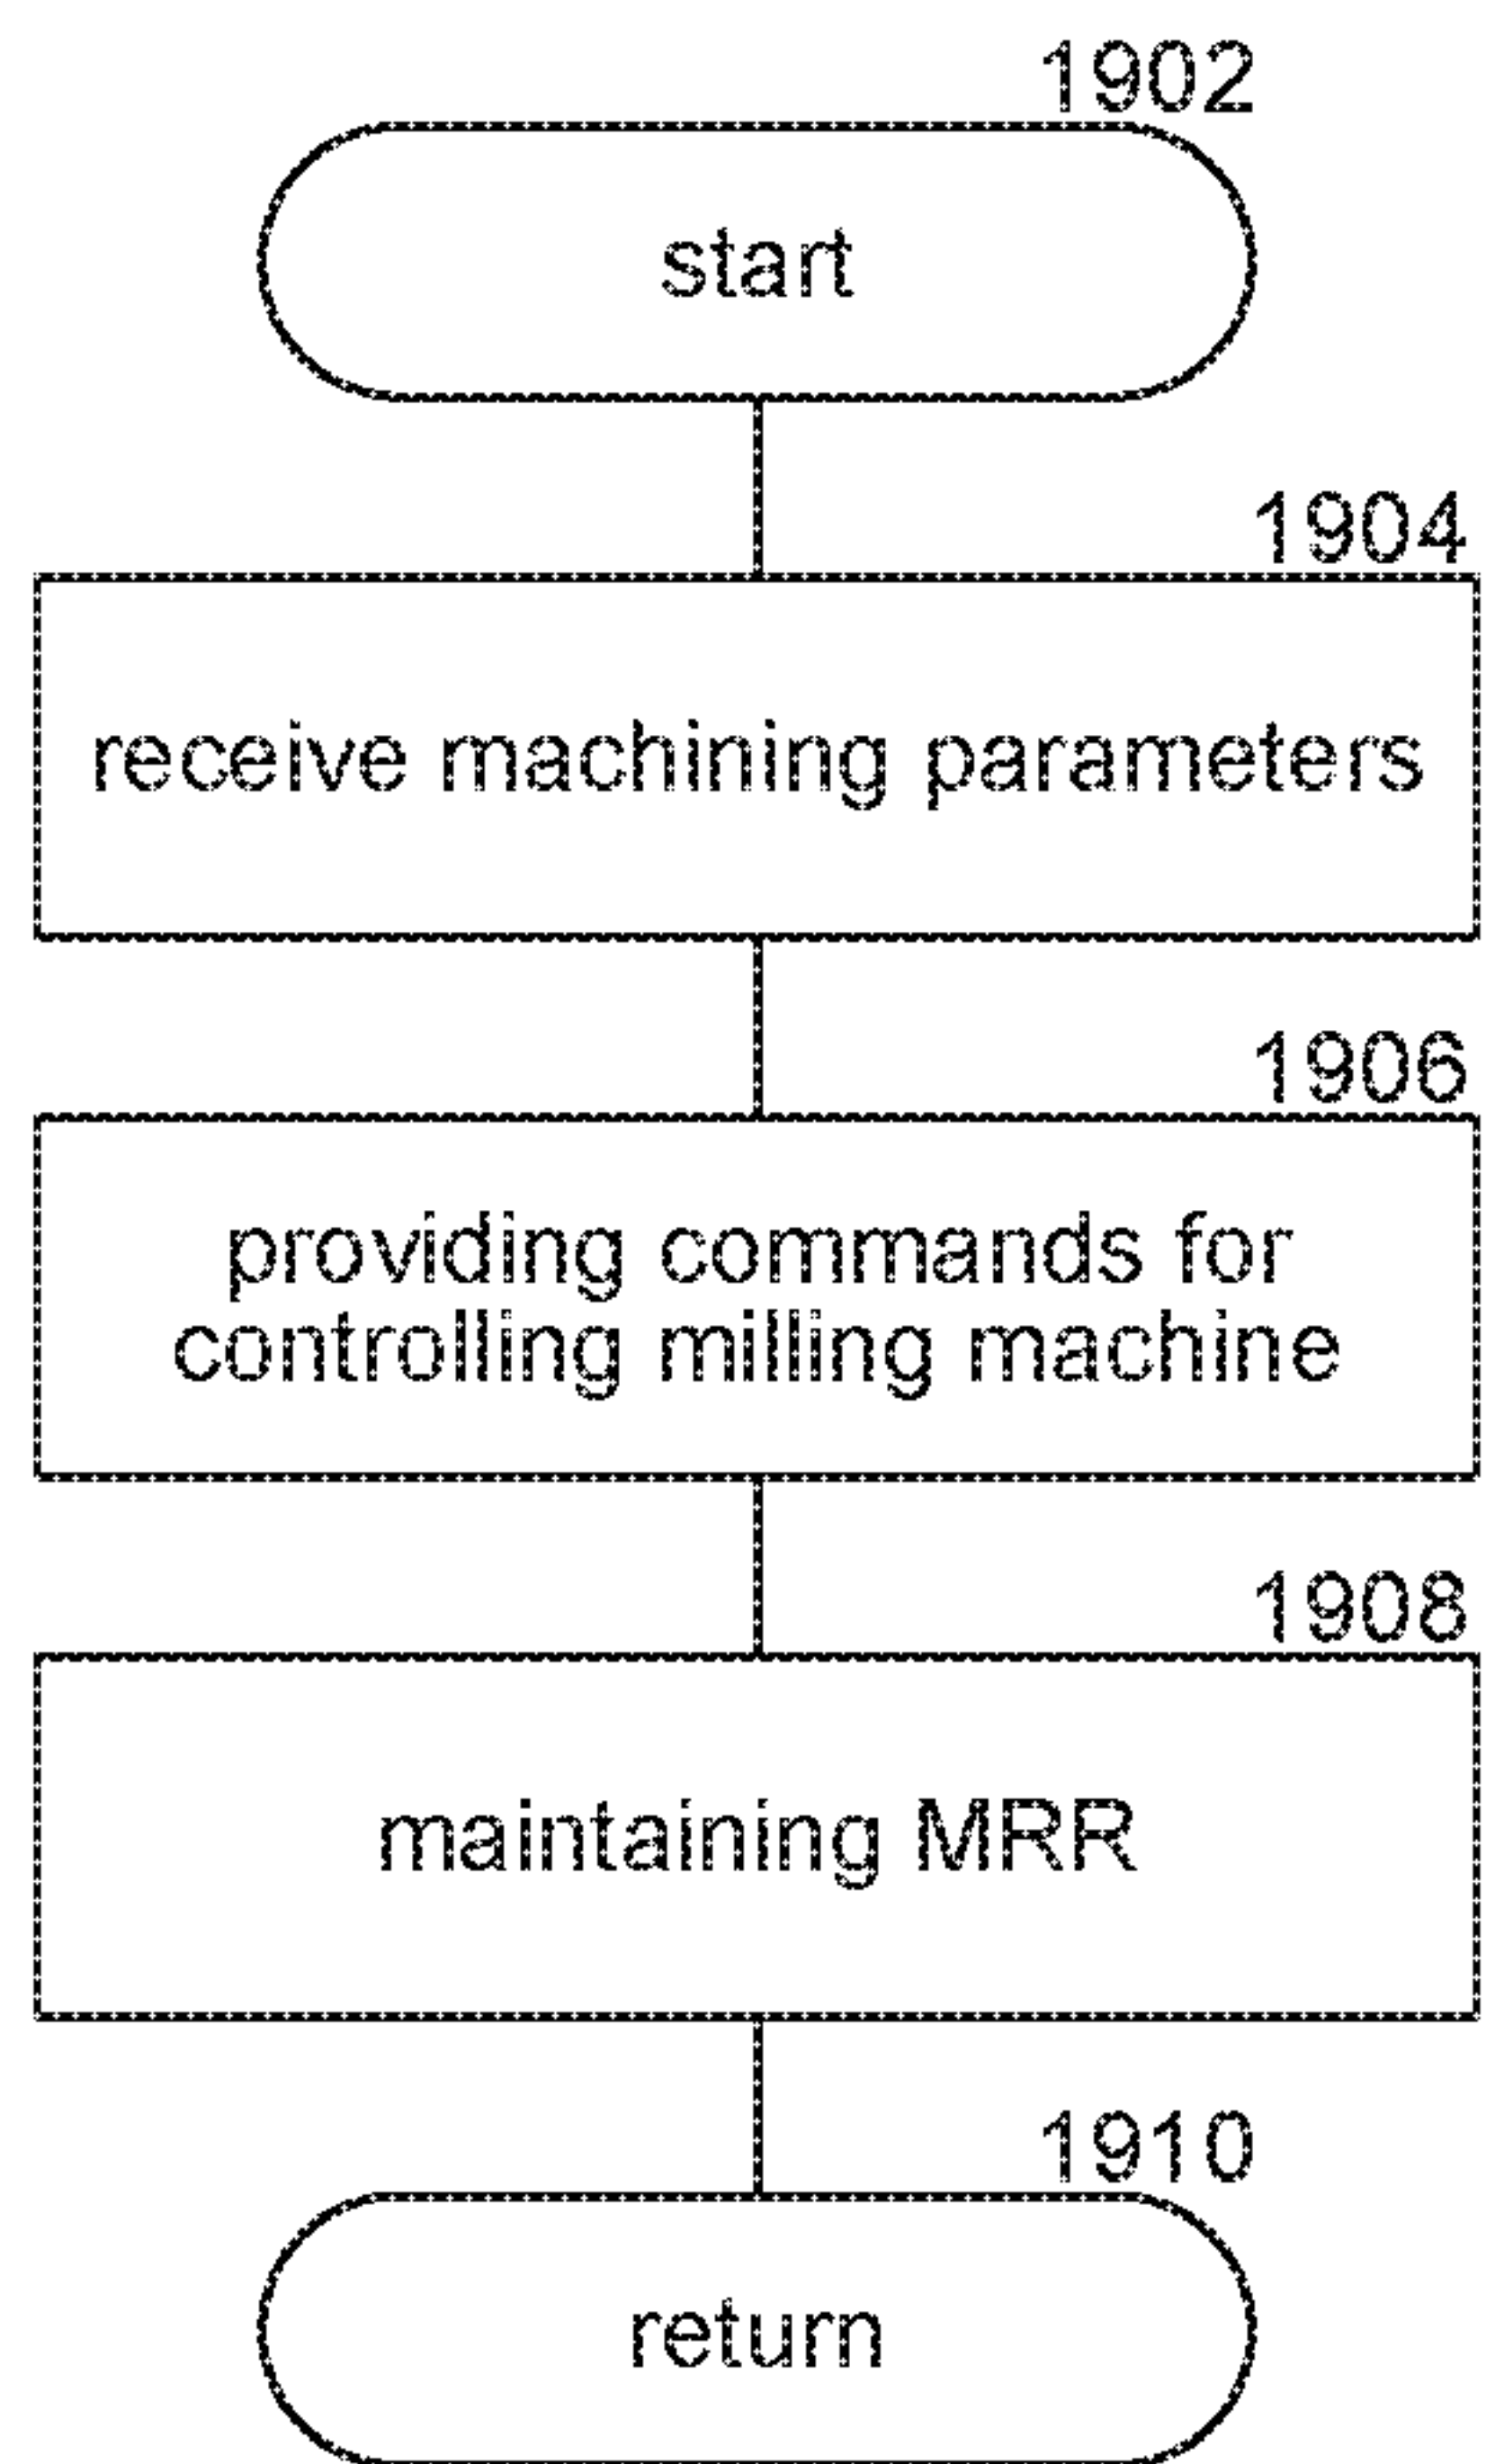 1902
start
1904
receive machining parameters
1906
providing commands for
controlling milling machine
1908
maintaining MRR
1910
return